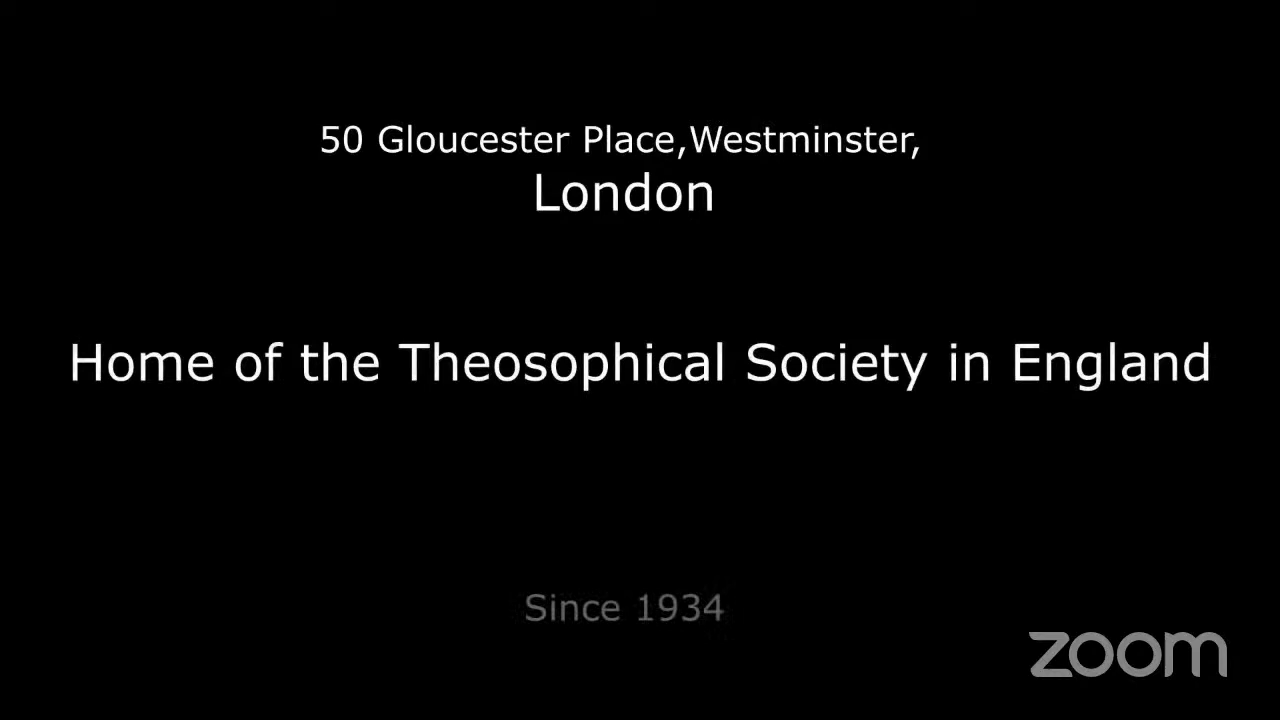 50 Gloucester Place,Westminster,
London
Home of the Theosophical Society in England
Since 1934
zoom